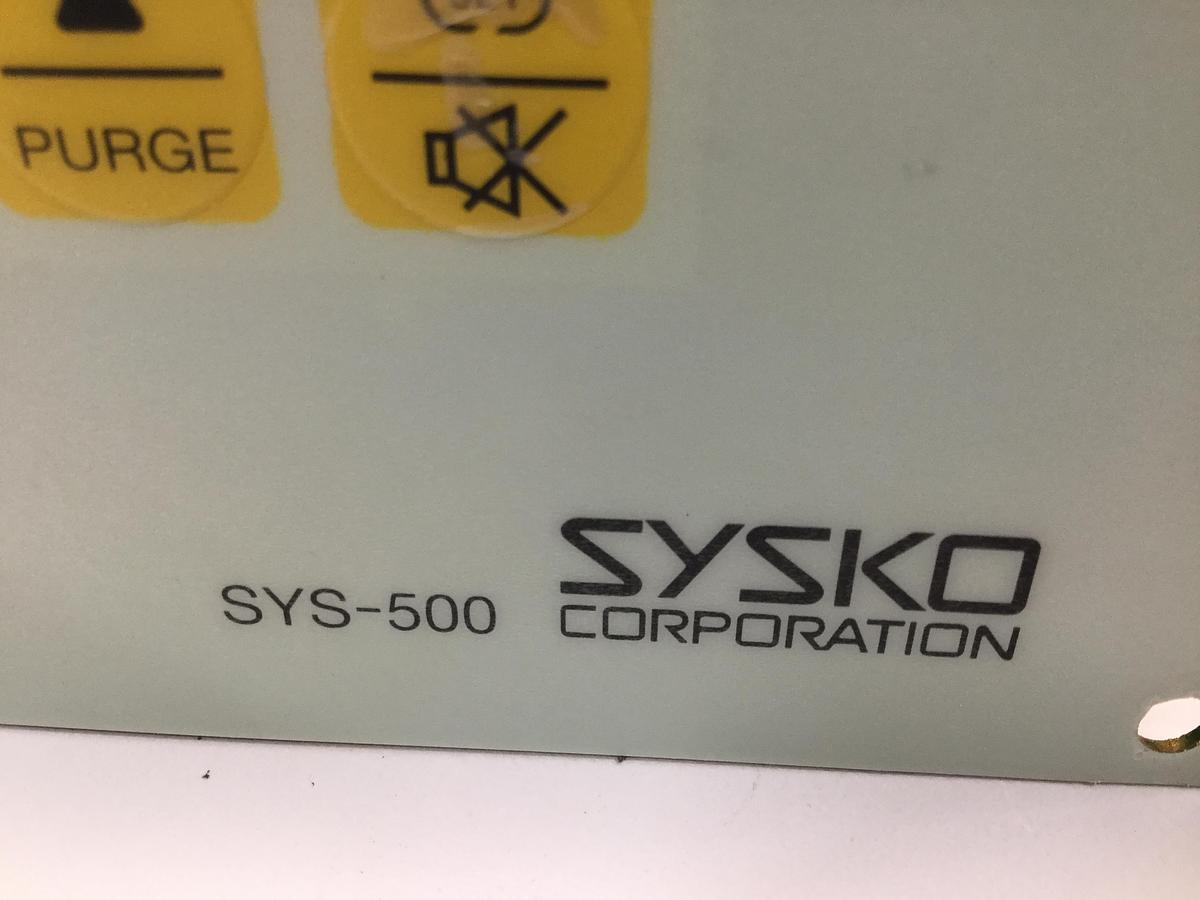 PURGE
SYS-500
SYSKO
CORPORATION